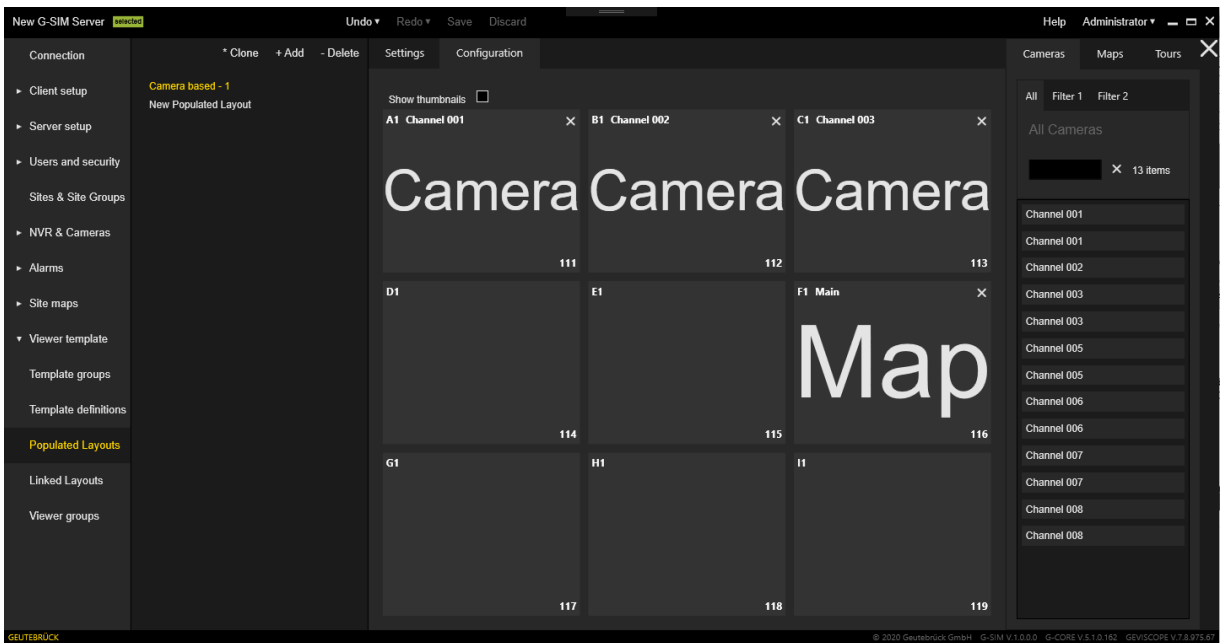 New G-SIM Server selected Undo ▾ Redo ▾ Save Discard Help Administrator ▾
Connection
Client setup
Server setup
Users and security
Sites & Site Groups
NVR & Cameras
Alarms
Site maps
Viewer template
Template groups
Template definitions
Populated Layouts
Linked Layouts
Viewer groups
* Clone + Add - Delete
Camera based - 1
New Populated Layout
Settings Configuration
Show thumbnails
A1 Channel 001
Camera
111
B1 Channel 002
Camera
112
C1 Channel 003
Camera
113
D1
114
E1
115
F1 Main
Map
116
G1
117
H1
118
I1
119
Cameras Maps Tours
All Filter 1 Filter 2
All Cameras
13 items
Channel 001
Channel 001
Channel 002
Channel 003
Channel 003
Channel 005
Channel 005
Channel 006
Channel 006
Channel 007
Channel 007
Channel 008
Channel 008
GEUTEBRÜCK © 2020 Geutebrück GmbH G-SIM V.1.0.0.0 G-CORE V.5.1.0.162 GEVISCOPE V.7.8.975.67